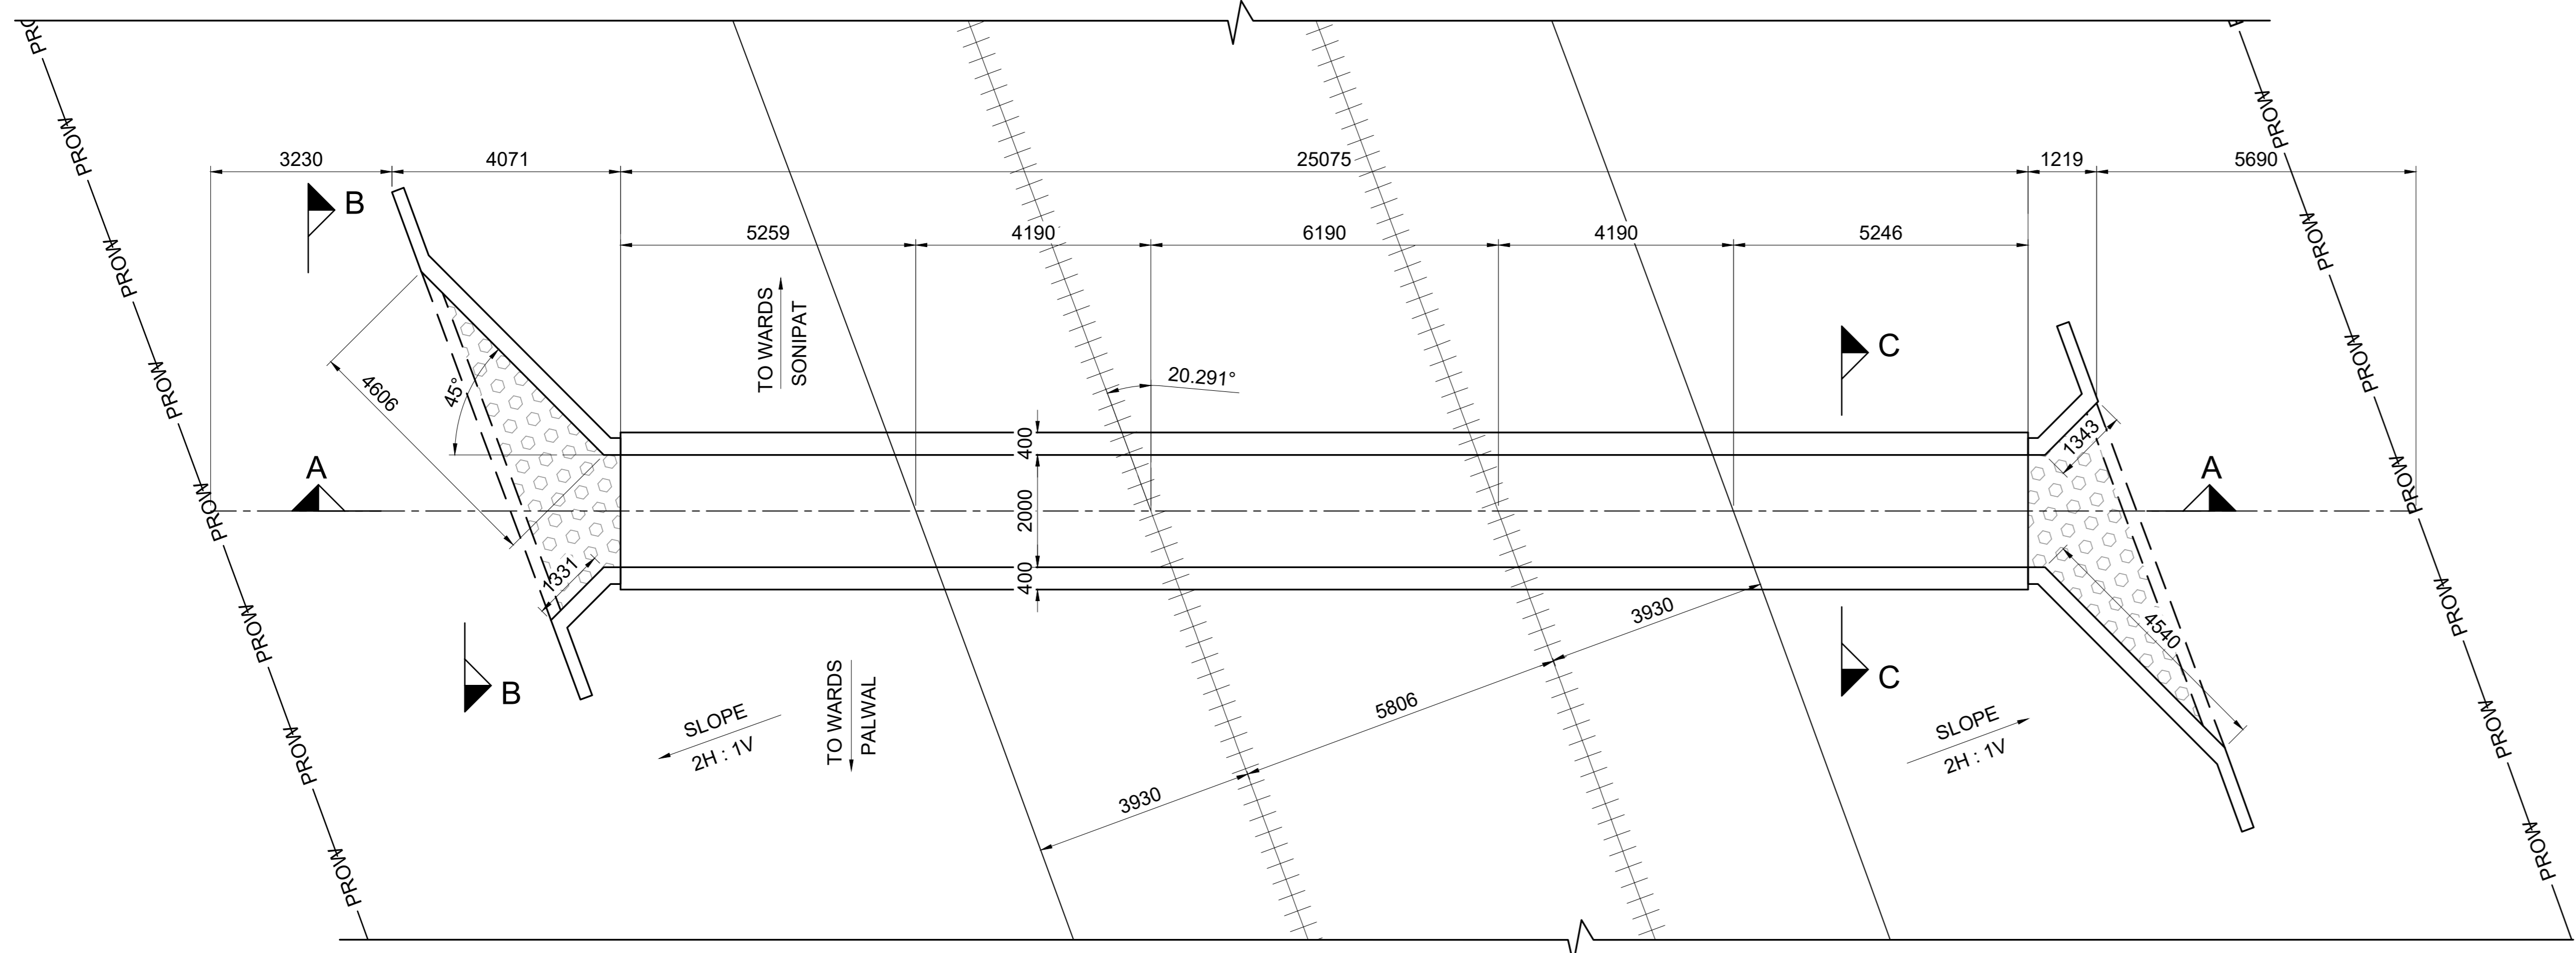 PROW PROW PROW PROW PROW PROW PROW PROW
PROW PROW PROW PROW PROW PROW PROW
3230 4071 25075 1219 5690
B
5259 4190 6190 4190 5246
TO WARDS
SONIPAT
C
20.291°
4606
45°
400
1343
A
A
2000
1331
400
3930
4540
TO WARDS
PALWAL
C
B
5806
SLOPE
2H : 1V
SLOPE
2H : 1V
3930